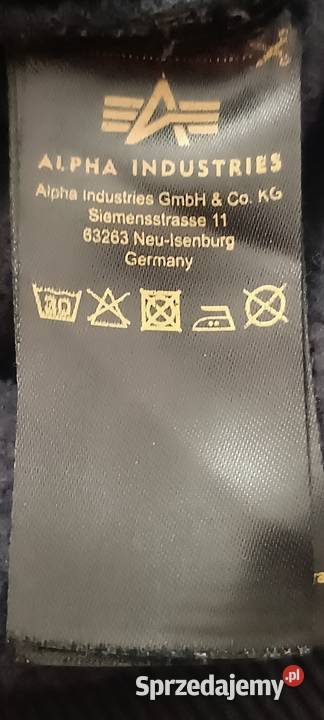 ALPHA INDUSTRIES
Alpha Industries GmbH & Co. KG
Siemensstrasse 11
63263 Neu-Isenburg
Germany
30
Sprzedajemy.pl